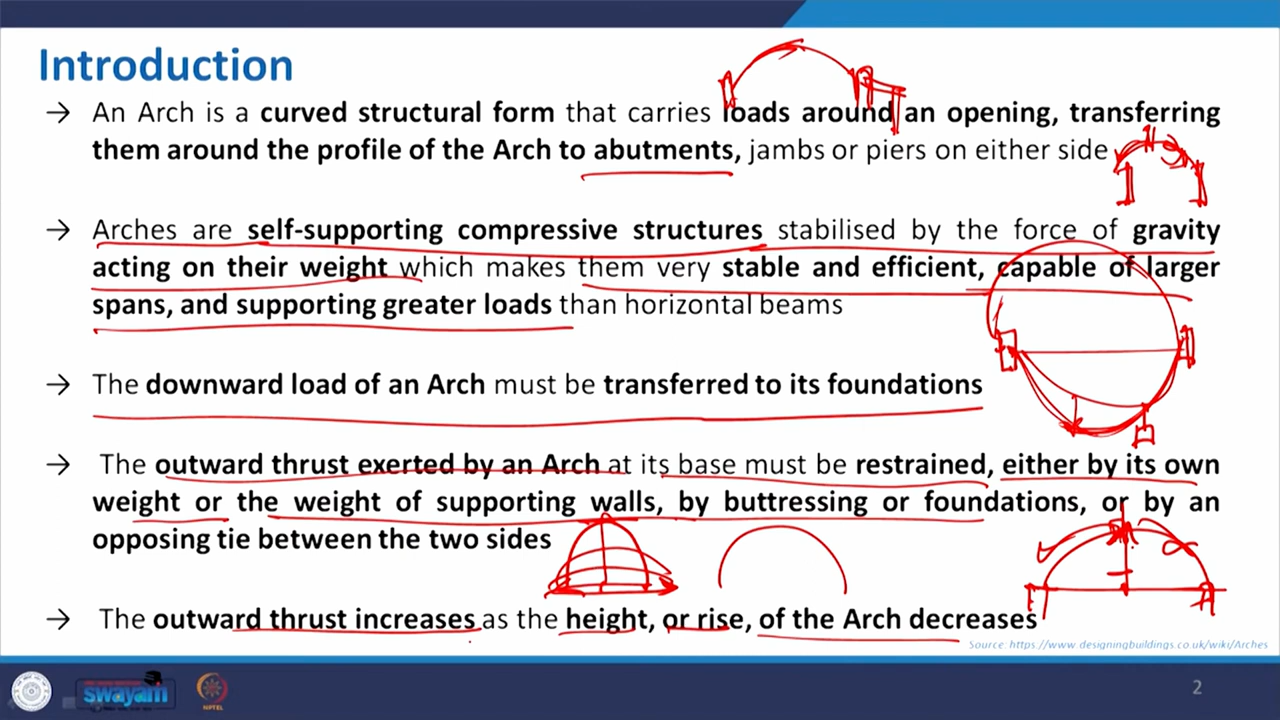 Introduction
→ An Arch is a curved structural form that carries loads around an opening, transferring
them around the profile of the Arch to abutments, jambs or piers on either side
→ Arches are self-supporting compressive structures stabilised by the force of gravity
acting on their weight which makes them very stable and efficient, capable of larger
spans, and supporting greater loads than horizontal beams
→ The downward load of an Arch must be transferred to its foundations
→ The outward thrust exerted by an Arch at its base must be restrained, either by its own
weight or the weight of supporting walls, by buttressing or foundations, or by an
opposing tie between the two sides
→ The outward thrust increases as the height, or rise, of the Arch decreases
Source: https://www.designingbuildings.co.uk/wiki/Arches
swayam
NPTEL
2